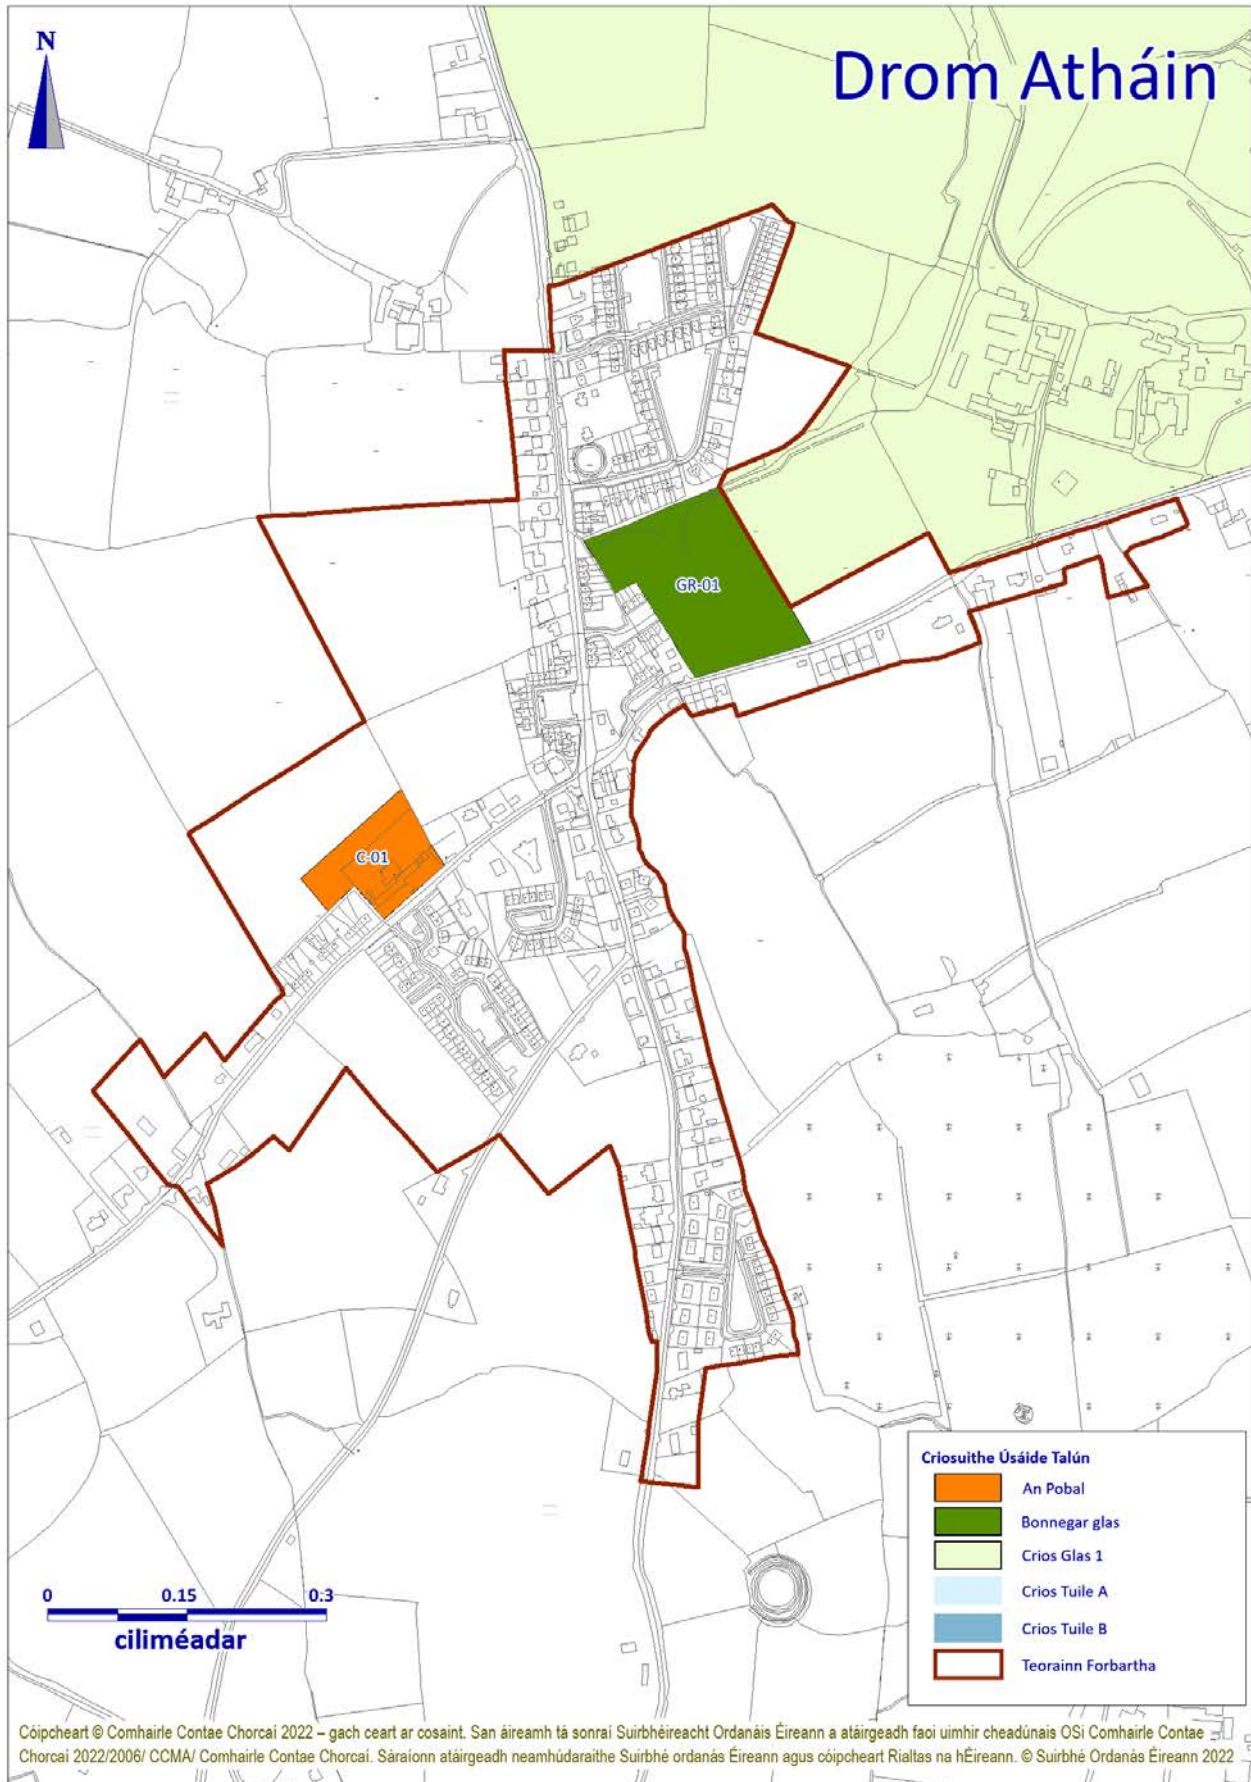 N
Drom Atháin
GR-01
C-01
Criosuithe Úsáide Talún
An Pobal
Bonnegar glas
Crios Glas 1
Crios Tuile A
Crios Tuile B
Teorainn Forbartha
0 0.15 0.3
ciliméadar
Cóipcheart © Comhairle Contae Chorcaí 2022 – gach ceart ar cosaint. San áireamh tá sonraí Suirbhéireacht Ordanáis Éireann a atáirgeadh faoi uimhir cheadúnais OSi Comhairle Contae
Chorcaí 2022/2006/ CCMA/ Comhairle Contae Chorcaí. Sáraíonn atáirgeadh neamhúdaraithe Suirbhé ordanás Éireann agus cóipcheart Rialtas na hÉireann. © Suirbhé Ordanás Éireann 2022